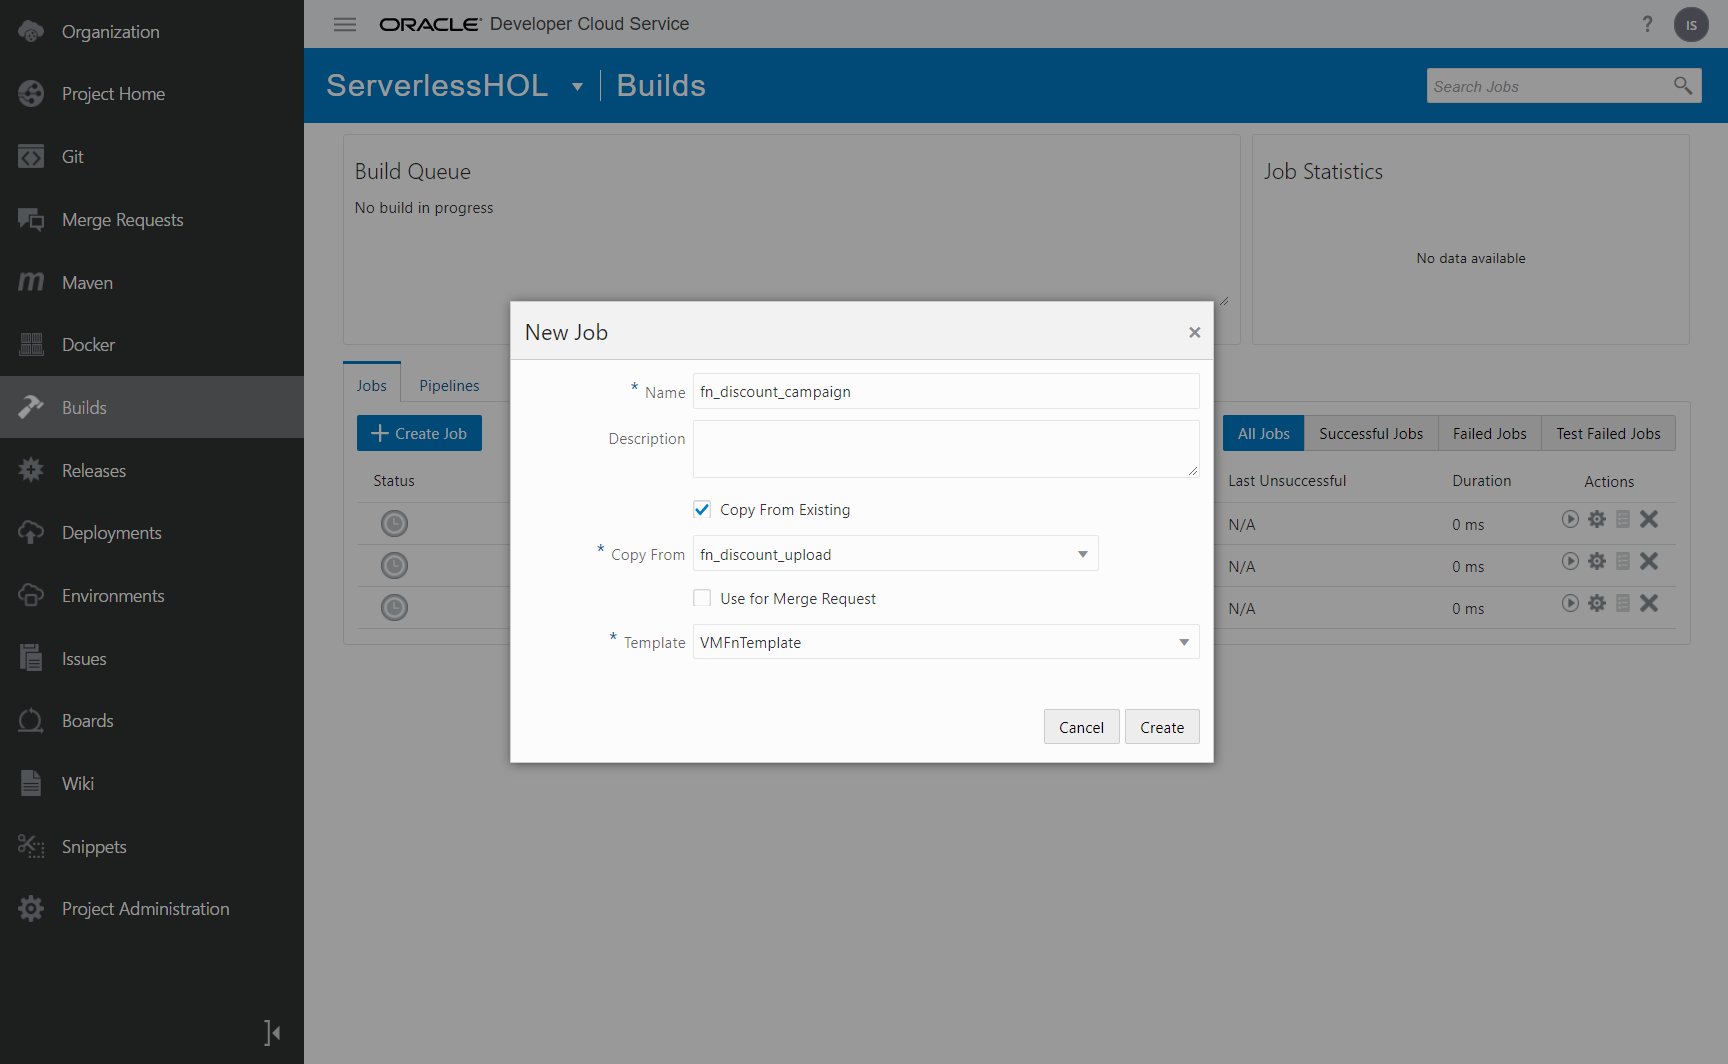 Organization
Project Home
Git
Merge Requests
Maven
Docker
Builds
Releases
Deployments
Environments
Issues
Boards
Wiki
Snippets
Project Administration
ORACLE Developer Cloud Service
? IS
ServerlessHOL | Builds
Search Jobs
Build Queue
No build in progress
Job Statistics
No data available
Jobs Pipelines
Create Job
All Jobs Successful Jobs Failed Jobs Test Failed Jobs
Status Last Unsuccessful Duration Actions
N/A 0 ms
N/A 0 ms
N/A 0 ms
New Job
* Name fn_discount_campaign
Description
Copy From Existing
* Copy From fn_discount_upload
Use for Merge Request
* Template VMFnTemplate
Cancel Create